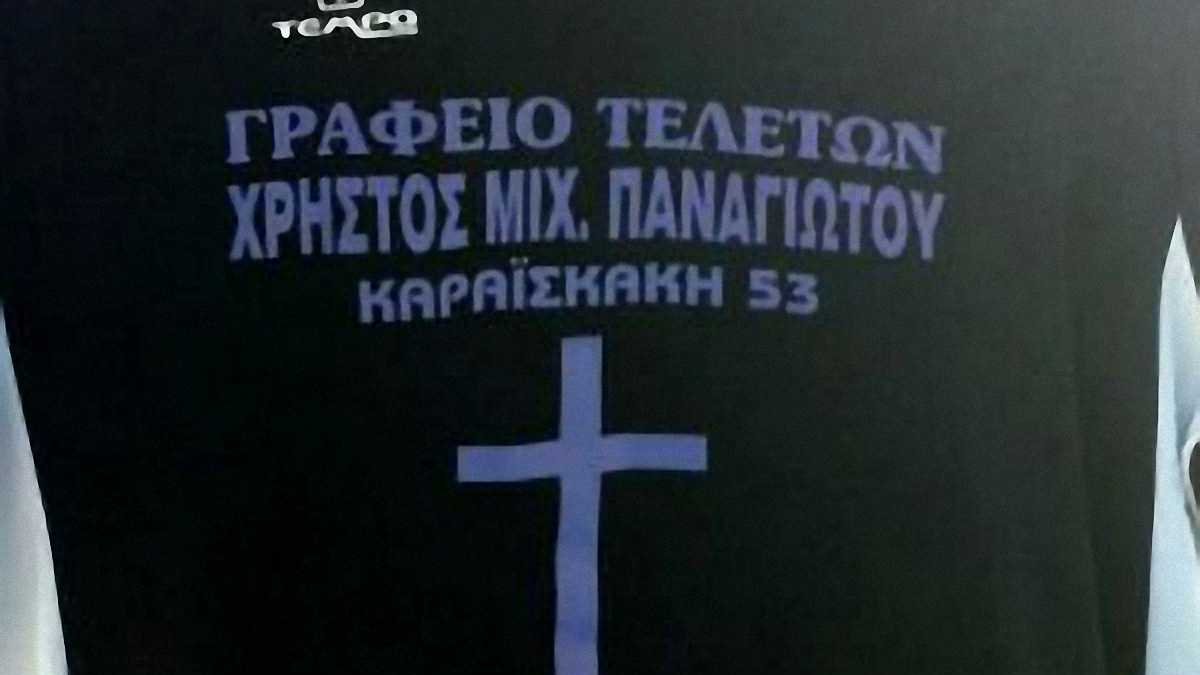 ΓΡΑΦΕΙΟ ΤΕΛΕΤΩΝ
ΧΡΗΣΤΟΣ ΜΙΧ. ΠΑΝΑΓΙΩΤΟΥ
ΚΑΡΑΪΣΚΑΚΗ 53